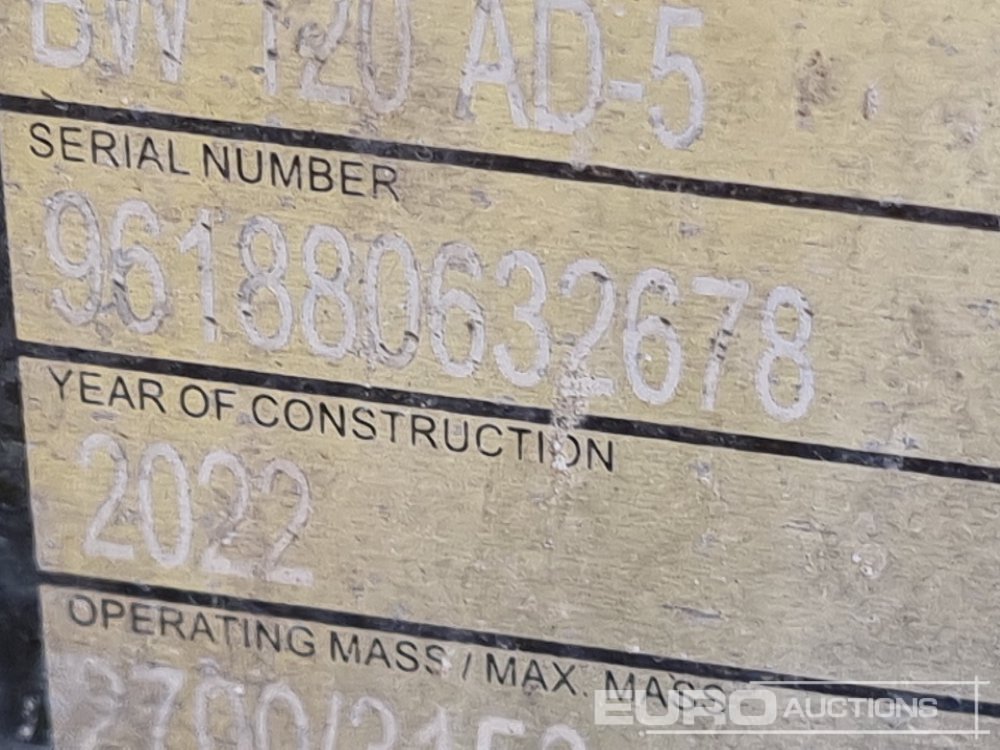 BW 120 AD-5
SERIAL NUMBER
961880632678
YEAR OF CONSTRUCTION
2022
OPERATING MASS / MAX. MASS
EURO AUCTIONS